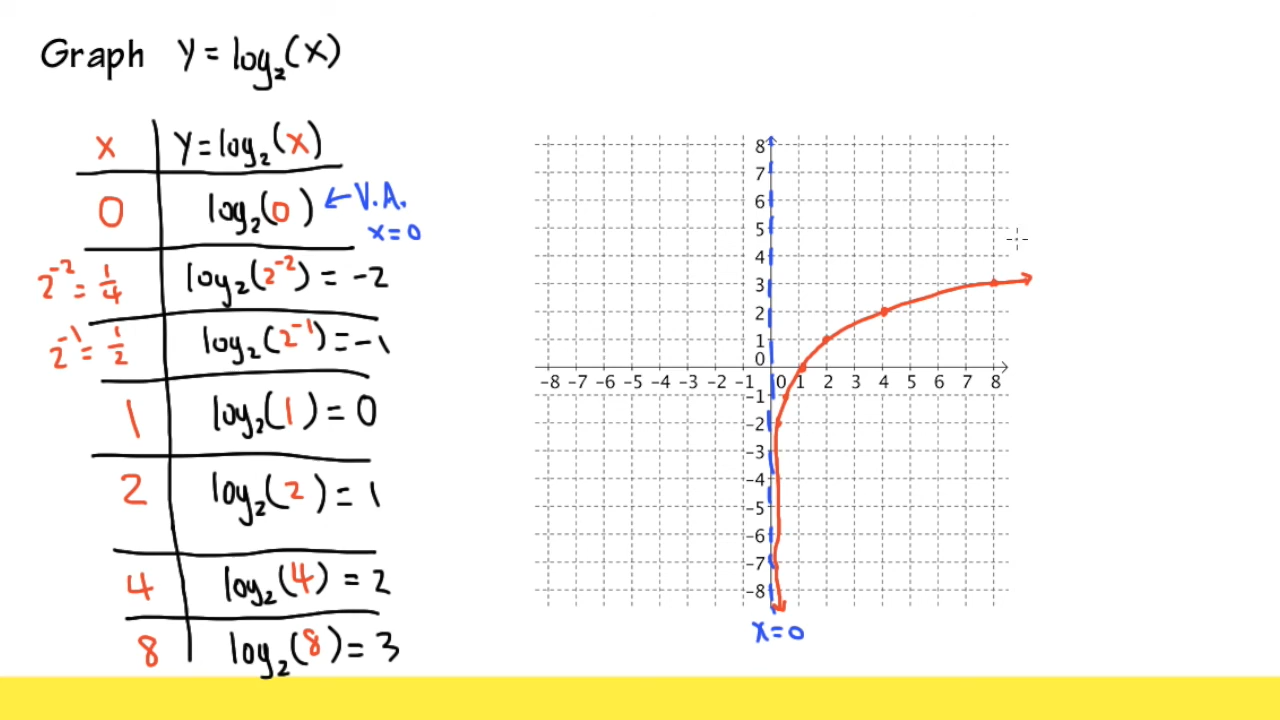 Graph y = log₂(x)
x y = log₂(x)
0 log₂(0) ← V.A.
x = 0
2⁻² = 1/4 log₂(2⁻²) = -2
2⁻¹ = 1/2 log₂(2⁻¹) = -1
1 log₂(1) = 0
2 log₂(2) = 1
4 log₂(4) = 2
8 log₂(8) = 3
8
7
6
5
4
3
2
1
0
-8 -7 -6 -5 -4 -3 -2 -1 0 1 2 3 4 5 6 7 8
-1
-2
-3
-4
-5
-6
-7
-8
x = 0